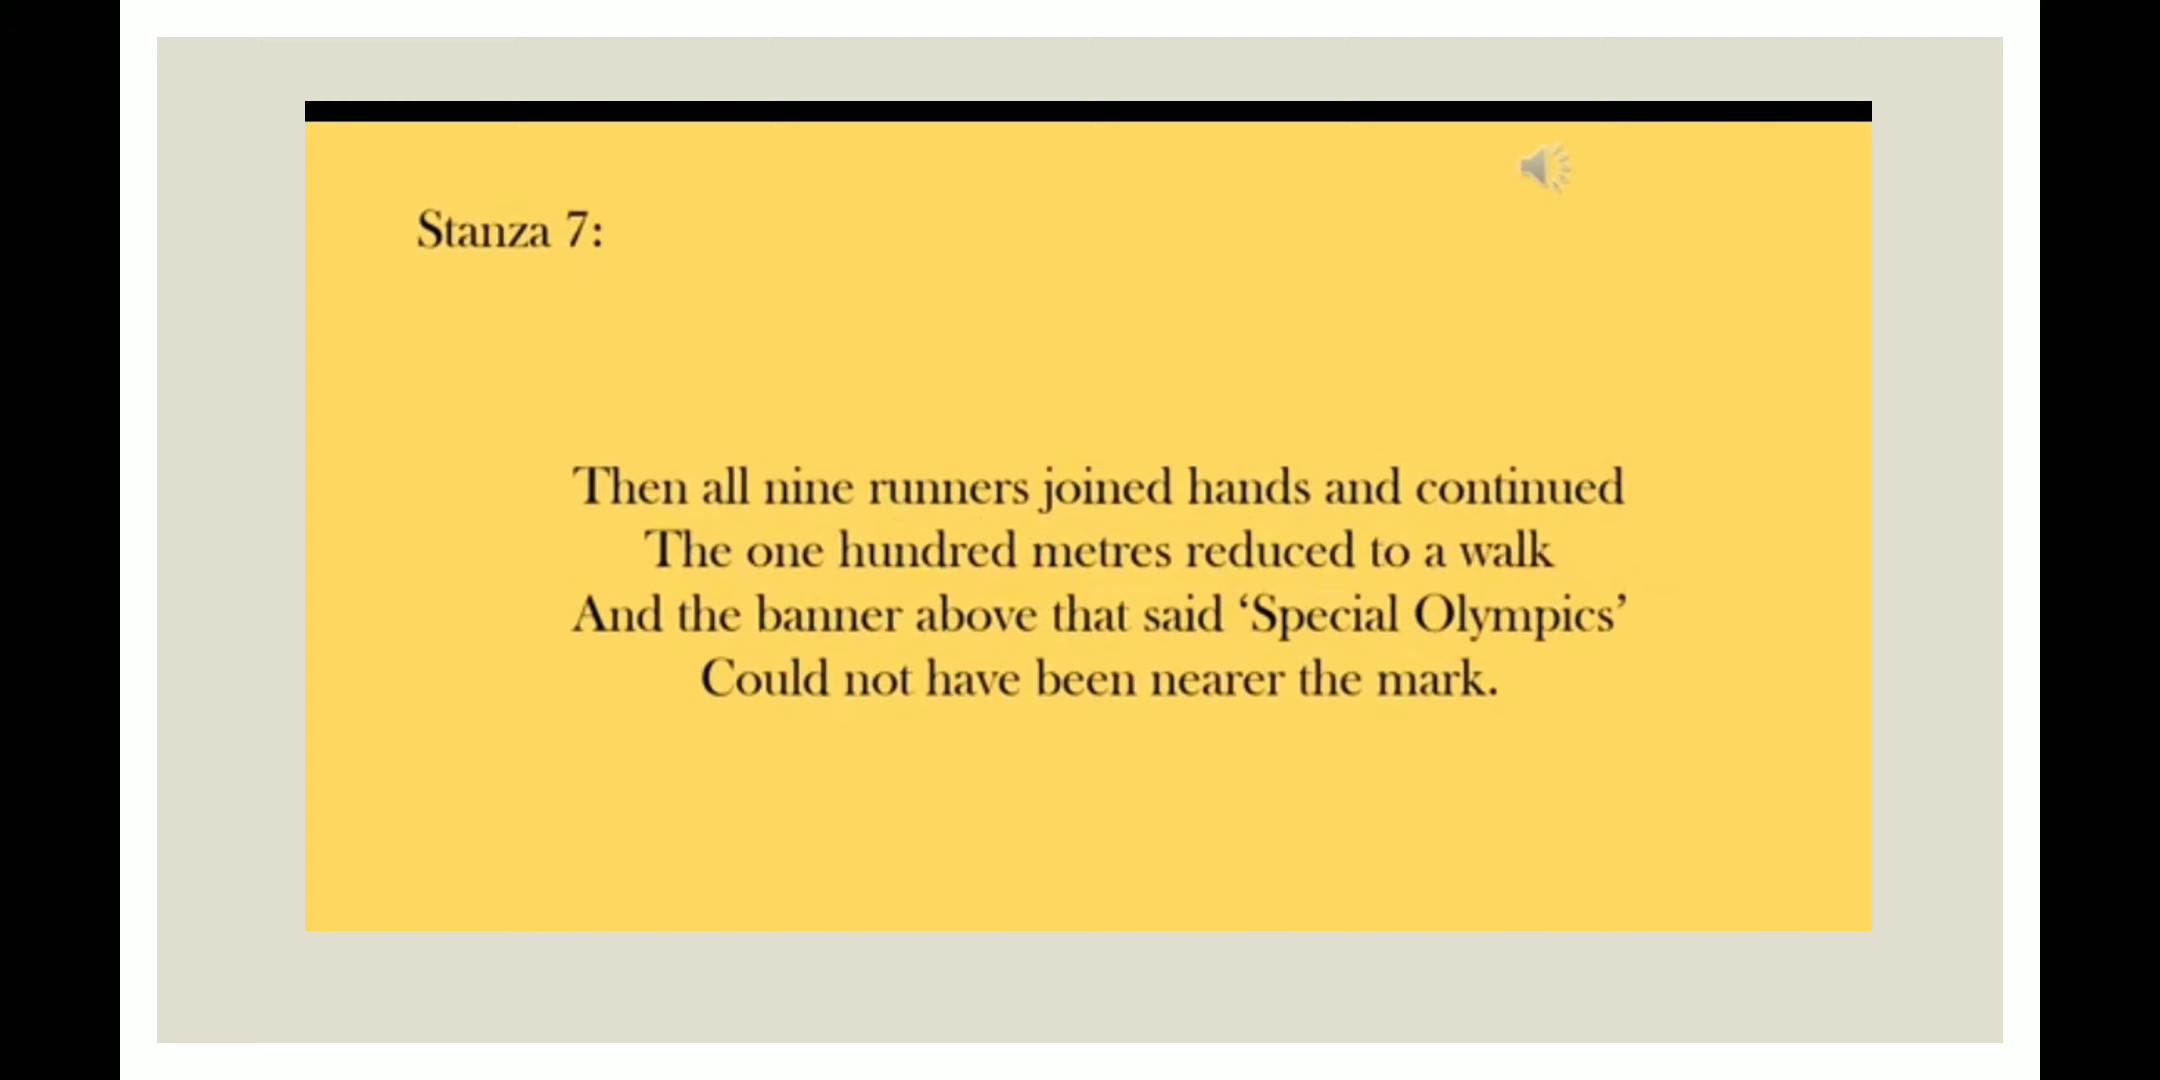 Stanza 7:
Then all nine runners joined hands and continued
The one hundred metres reduced to a walk
And the banner above that said ‘Special Olympics’
Could not have been nearer the mark.